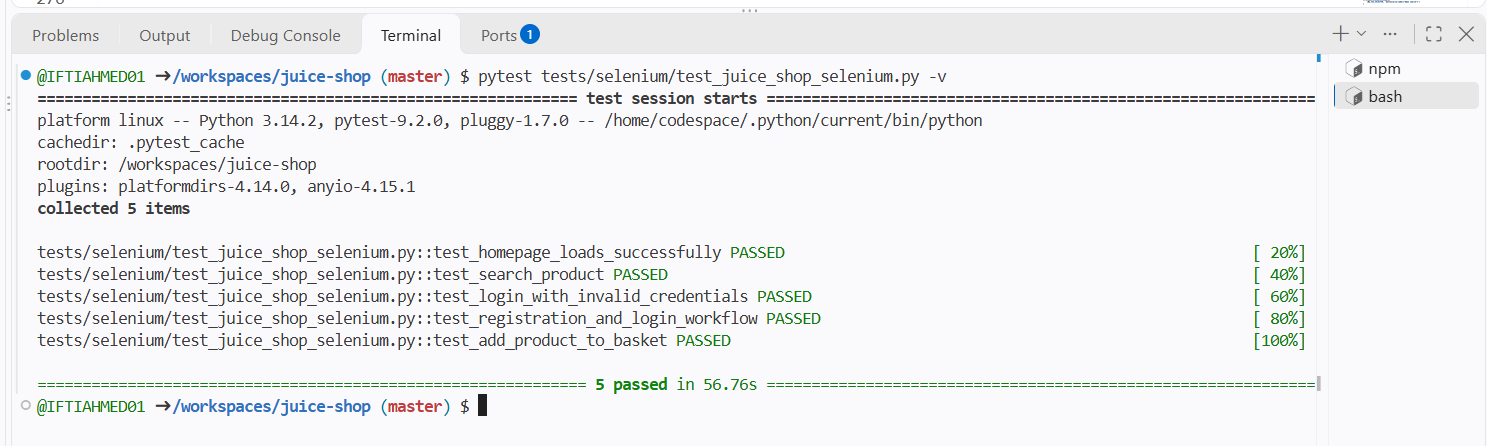 Problems Output Debug Console Terminal Ports 1
npm
bash
@IFTIAHMED01 →/workspaces/juice-shop (master) $ pytest tests/selenium/test_juice_shop_selenium.py -v
============================================================ test session starts =============================================================
platform linux -- Python 3.14.2, pytest-9.2.0, pluggy-1.7.0 -- /home/codespace/.python/current/bin/python
cachedir: .pytest_cache
rootdir: /workspaces/juice-shop
plugins: platformdirs-4.14.0, anyio-4.15.1
collected 5 items
tests/selenium/test_juice_shop_selenium.py::test_homepage_loads_successfully PASSED [ 20%]
tests/selenium/test_juice_shop_selenium.py::test_search_product PASSED [ 40%]
tests/selenium/test_juice_shop_selenium.py::test_login_with_invalid_credentials PASSED [ 60%]
tests/selenium/test_juice_shop_selenium.py::test_registration_and_login_workflow PASSED [ 80%]
tests/selenium/test_juice_shop_selenium.py::test_add_product_to_basket PASSED [100%]
============================================================= 5 passed in 56.76s =============================================================
@IFTIAHMED01 →/workspaces/juice-shop (master) $